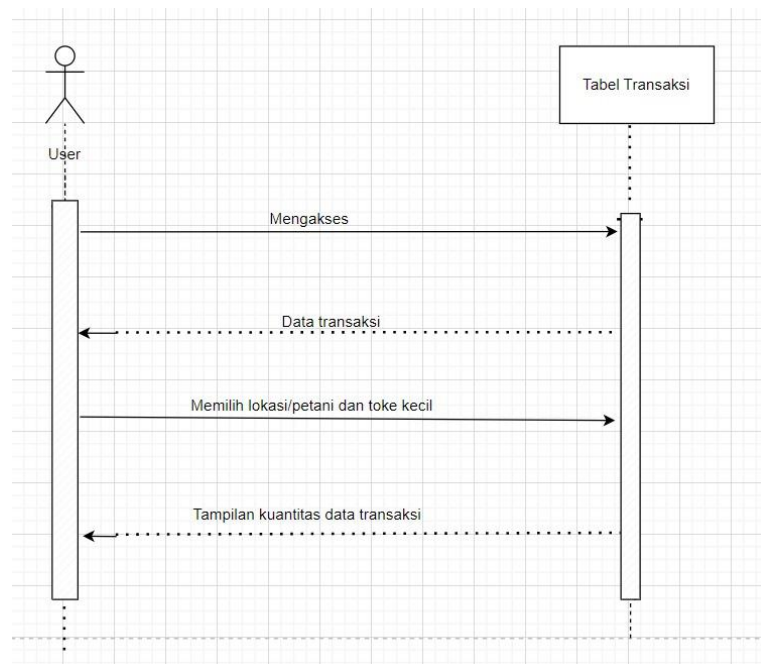 Tabel Transaksi
User
Mengakses
Data transaksi
Memilih lokasi/petani dan toke kecil
Tampilan kuantitas data transaksi